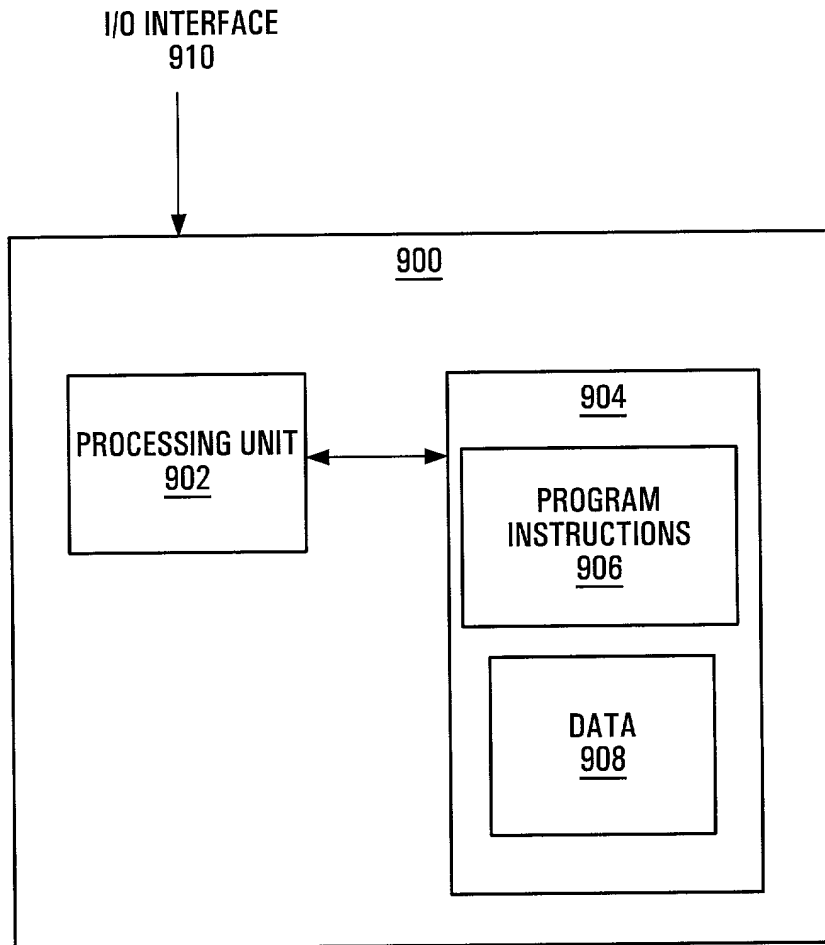 I/O INTERFACE
910
900
PROCESSING UNIT
902
904
PROGRAM
INSTRUCTIONS
906
DATA
908